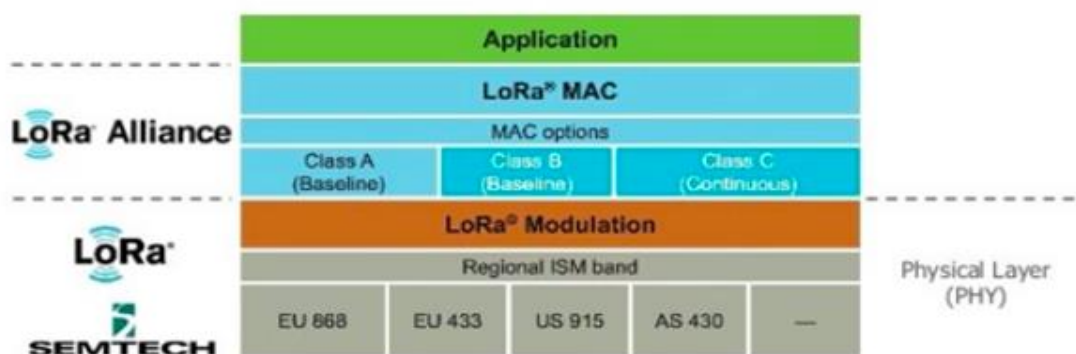 Application
LoRa® MAC
LoRa Alliance
MAC options
Class A
(Baseline)
Class B
(Baseline)
Class C
(Continuous)
LoRa® Modulation
LoRa
Regional ISM band
Physical Layer
(PHY)
EU 868
EU 433
US 915
AS 430
—
SEMTECH